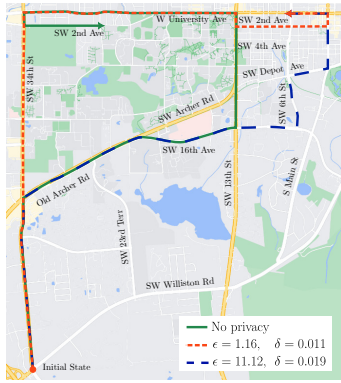 W University Ave
SW 2nd Ave
SW 2nd Ave
SW 4th Ave
SW Depot Ave
SW 34th St
SW 6th St
SW Archer Rd
SW 16th Ave
Old Archer Rd
SW 13th St
S Main St
SW 23rd Terr
SW Williston Rd
Initial State
No privacy
ϵ = 1.16, δ = 0.011
ϵ = 11.12, δ = 0.019